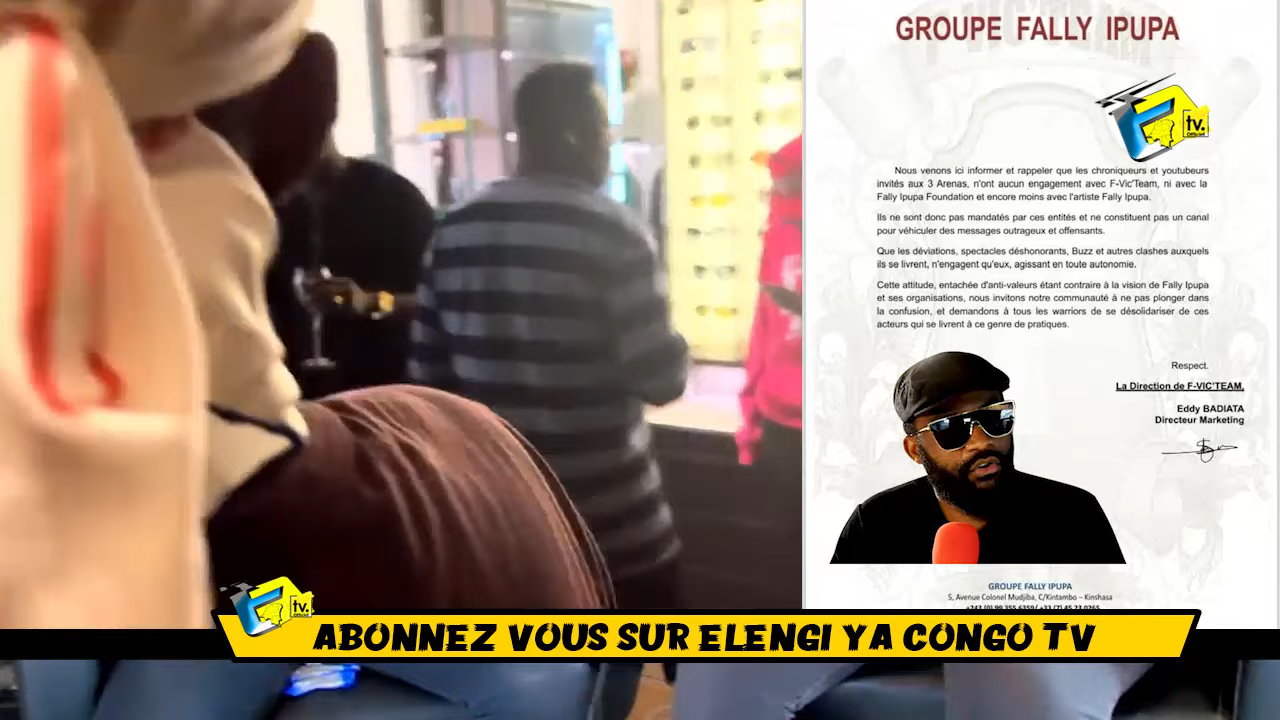 GROUPE FALLY IPUPA
tv.
Nous venons ici informer et rappeler que les chroniqueurs et youtubeurs
invités aux 3 Arenas, n'ont aucun engagement avec F-Vic'Team, ni avec la
Fally Ipupa Foundation et encore moins avec l'artiste Fally Ipupa.
Ils ne sont donc pas mandatés par ces entités et ne constituent pas un canal
pour véhiculer des messages outrageux et offensants.
Que les déviations, spectacles déshonorants, Buzz et autres clashes auxquels
ils se livrent, n'engagent qu'eux, agissant en toute autonomie.
Cette attitude, entachée d'anti-valeurs étant contraire à la vision de Fally Ipupa
et ses organisations, nous invitons notre communauté à ne pas plonger dans
la confusion, et demandons à tous les warriors de se désolidariser de ces
acteurs qui se livrent à ce genre de pratiques.
Respect.
La Direction de F-VIC'TEAM,
Eddy BADIATA
Directeur Marketing
GROUPE FALLY IPUPA
5, Avenue Colonel Mudjiba, C/Kintambo – Kinshasa
tv.
ABONNEZ VOUS SUR ELENGI YA CONGO TV